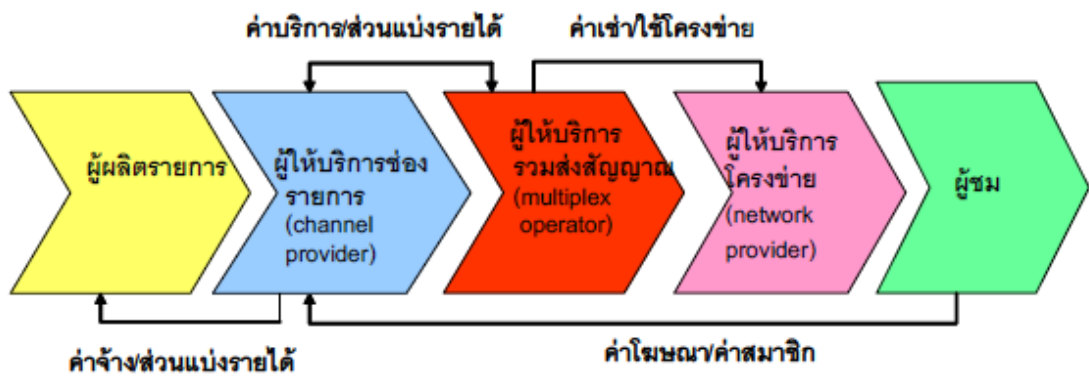 ค่าบริการ/ส่วนแบ่งรายได้
ค่าเช่า/ใช้โครงข่าย
ผู้ผลิตรายการ
ผู้ให้บริการช่อง
รายการ
(channel
provider)
ผู้ให้บริการ
รวมส่งสัญญาณ
(multiplex
operator)
ผู้ให้บริการ
โครงข่าย
(network
provider)
ผู้ชม
ค่าจ้าง/ส่วนแบ่งรายได้
ค่าโฆษณา/ค่าสมาชิก